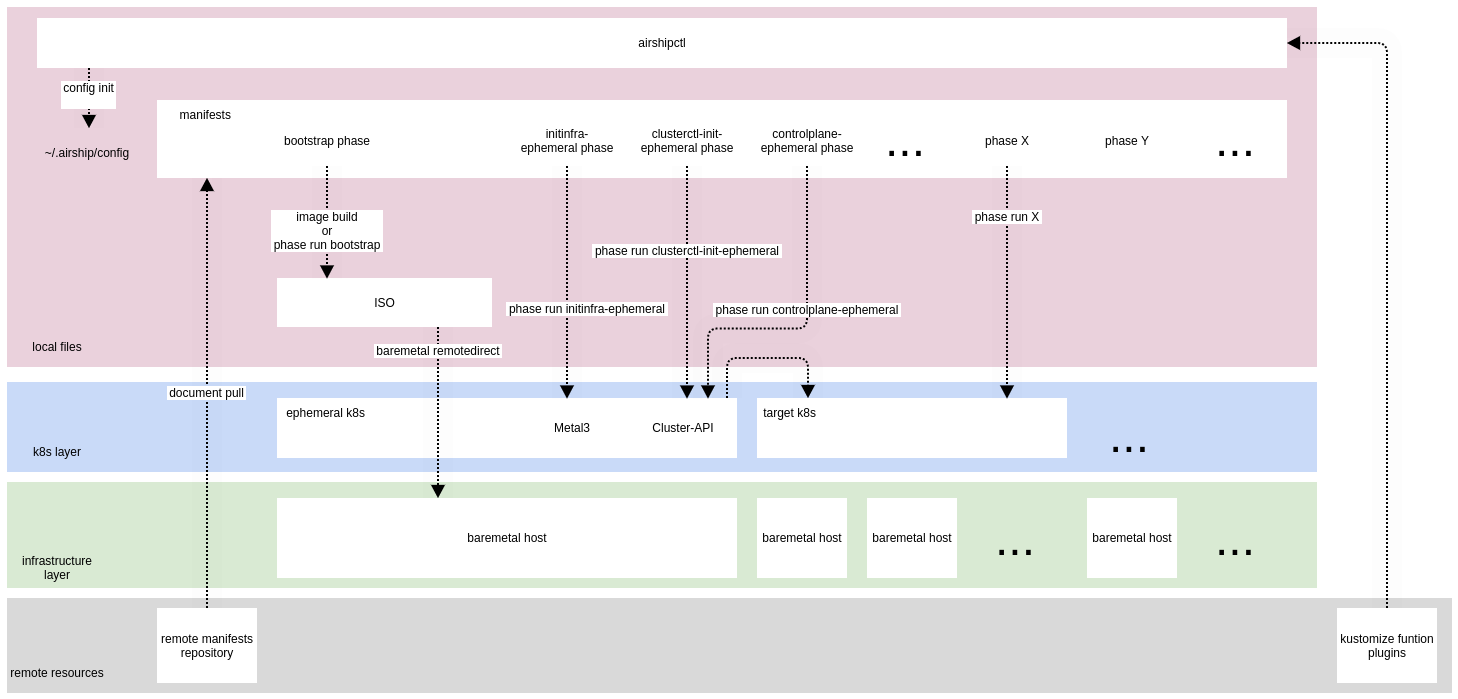 airshipctl
config init
~/.airship/config
manifests
bootstrap phase
initinfra-
ephemeral phase
clusterctl-init-
ephemeral phase
controlplane-
ephemeral phase
...
phase X
phase Y
...
image build
or
phase run bootstrap
phase run X
phase run clusterctl-init-ephemeral
ISO
phase run initinfra-ephemeral
phase run controlplane-ephemeral
local files
baremetal remotedirect
document pull
ephemeral k8s
Metal3
Cluster-API
target k8s
...
k8s layer
baremetal host
baremetal host
baremetal host
...
baremetal host
...
infrastructure
layer
remote manifests
repository
kustomize funtion
plugins
remote resources